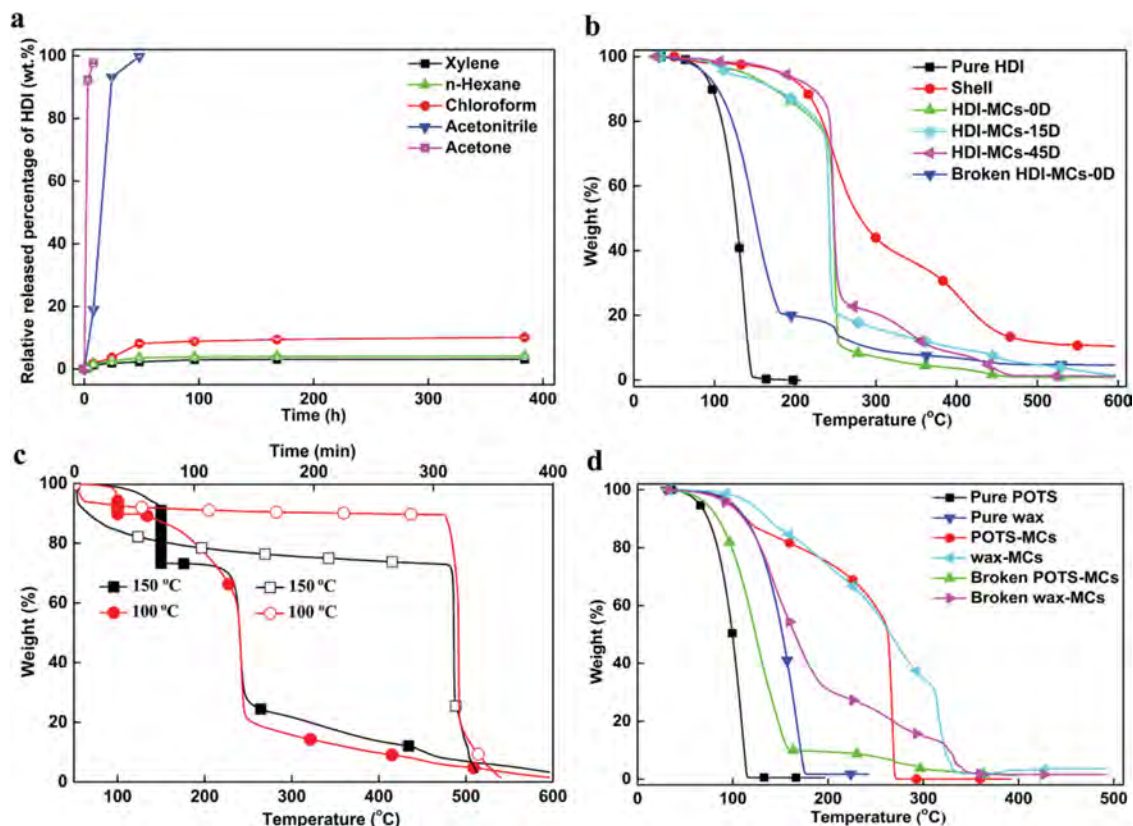 a
Relative released percentage of HDI (wt.%)
100
80
60
40
20
0
Xylene
n-Hexane
Chloroform
Acetonitrile
Acetone
0 100 200 300 400
Time (h)
b
Weight (%)
100
80
60
40
20
0
Pure HDI
Shell
HDI-MCs-0D
HDI-MCs-15D
HDI-MCs-45D
Broken HDI-MCs-0D
0 100 200 300 400 500 600
Temperature (°C)
c
Time (min)
0 100 200 300 400
Weight (%)
100
80
60
40
20
0
150 °C 150 °C
100 °C 100 °C
100 200 300 400 500 600
Temperature (°C)
d
Weight (%)
100
80
60
40
20
0
Pure POTS
Pure wax
POTS-MCs
wax-MCs
Broken POTS-MCs
Broken wax-MCs
0 100 200 300 400 500
Temperature (°C)